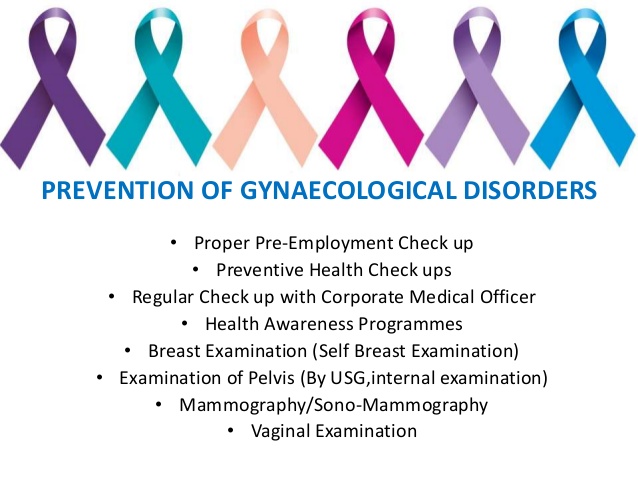 PREVENTION OF GYNAECOLOGICAL DISORDERS
• Proper Pre-Employment Check up
• Preventive Health Check ups
• Regular Check up with Corporate Medical Officer
• Health Awareness Programmes
• Breast Examination (Self Breast Examination)
• Examination of Pelvis (By USG,internal examination)
• Mammography/Sono-Mammography
• Vaginal Examination